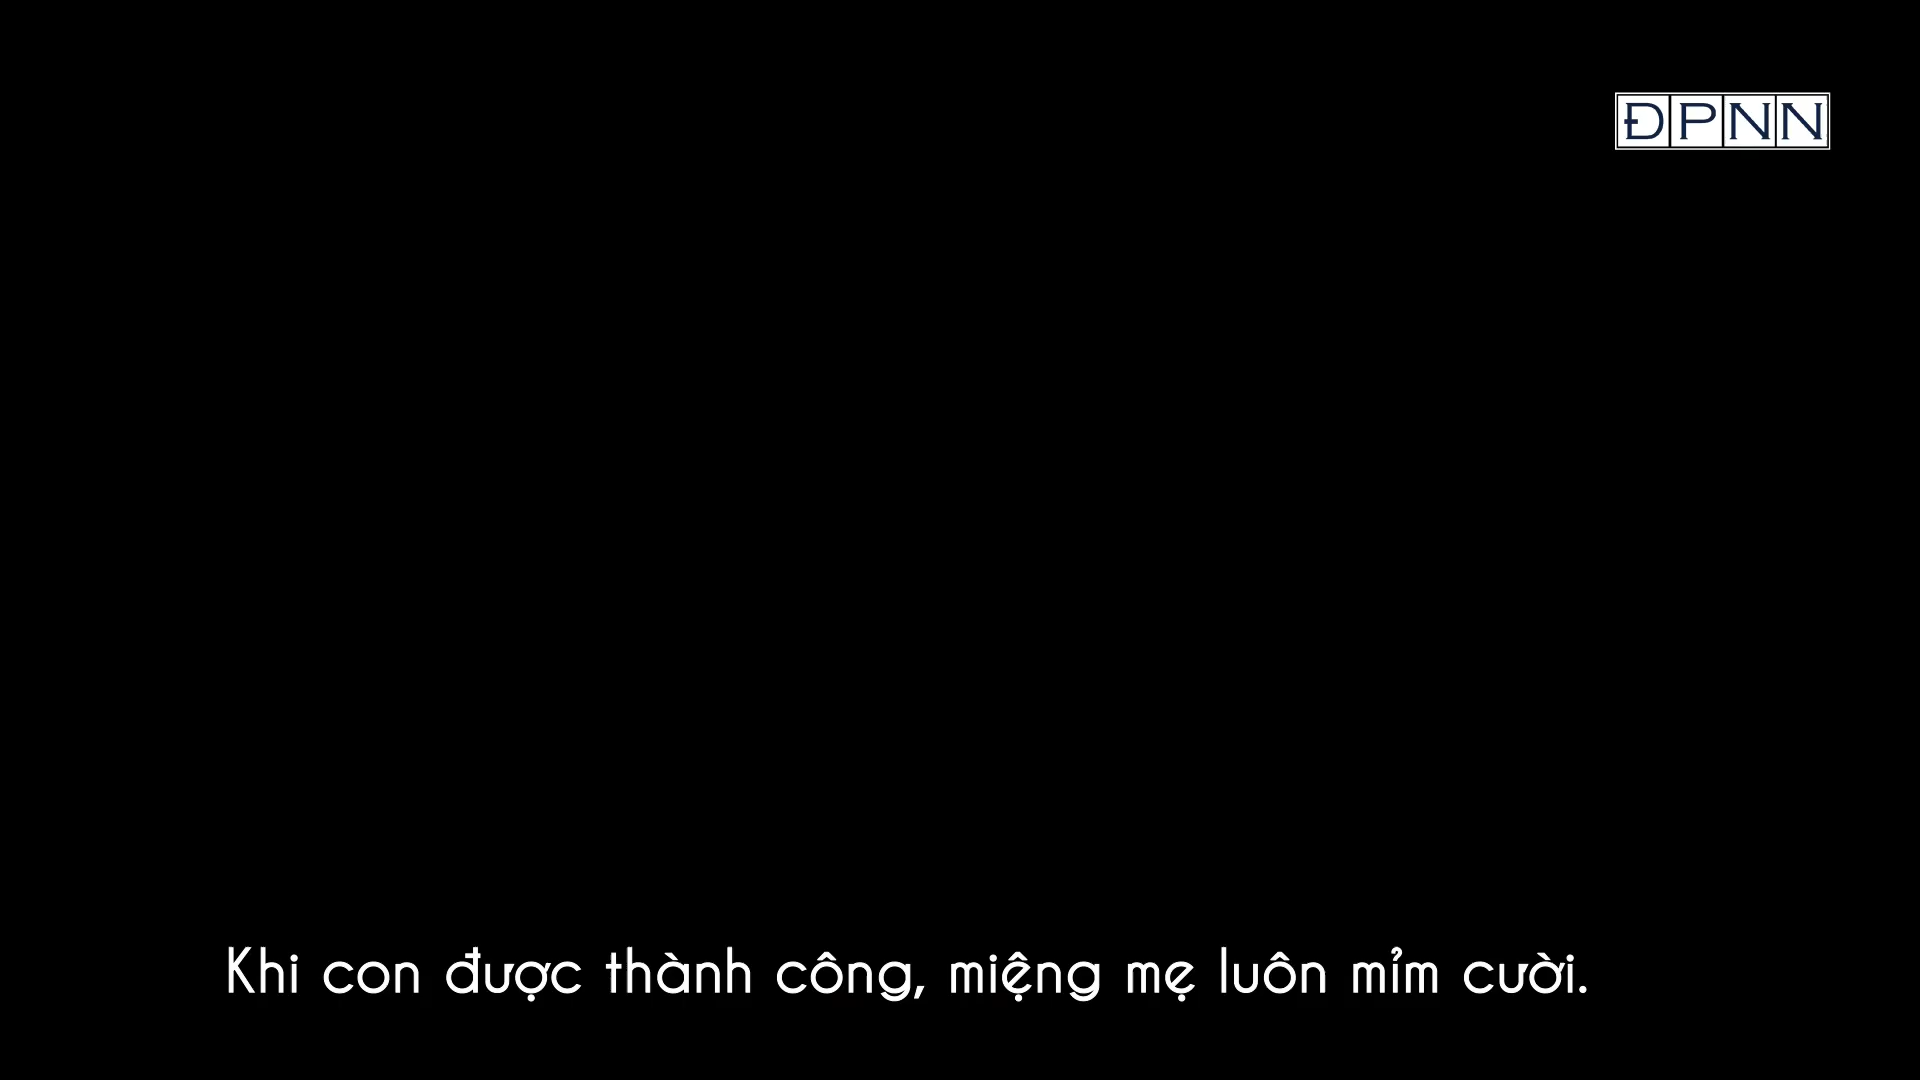 ĐPNN
Khi con được thành công, miệng mẹ luôn mỉm cười.